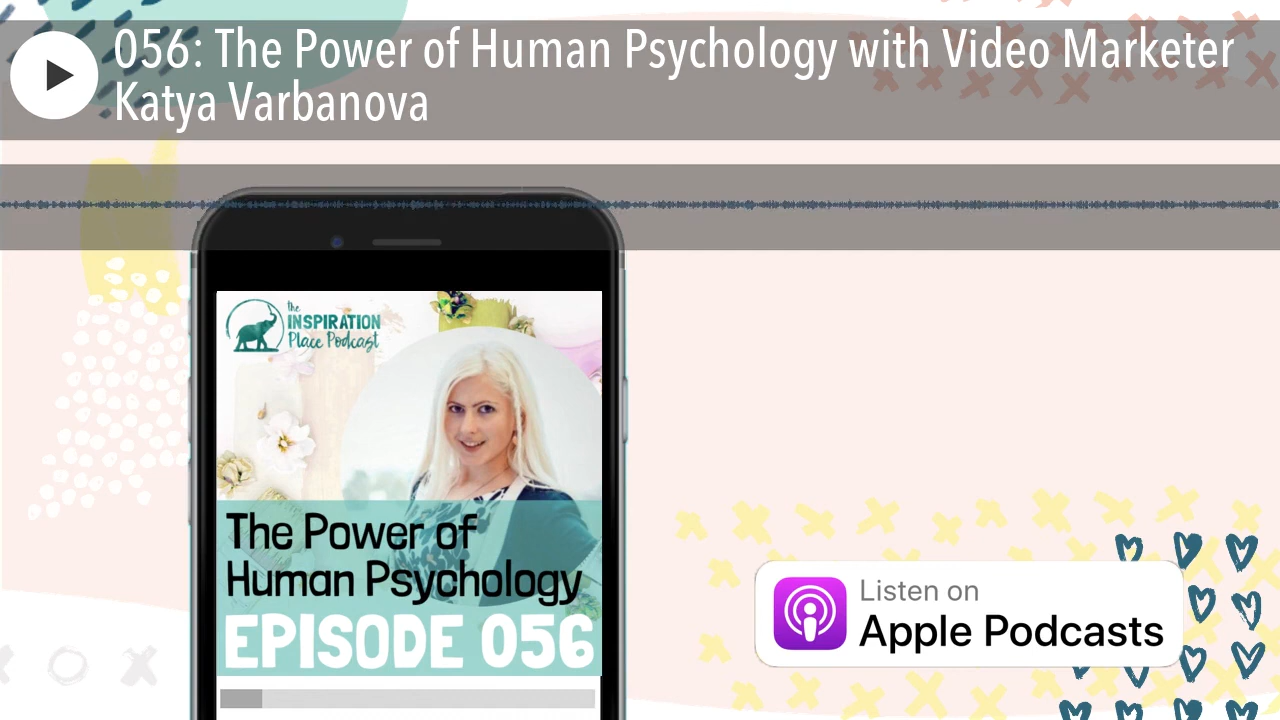 056: The Power of Human Psychology with Video Marketer
Katya Varbanova
the
INSPIRATION
Place Podcast
The Power of
Human Psychology
EPISODE 056
Listen on
Apple Podcasts